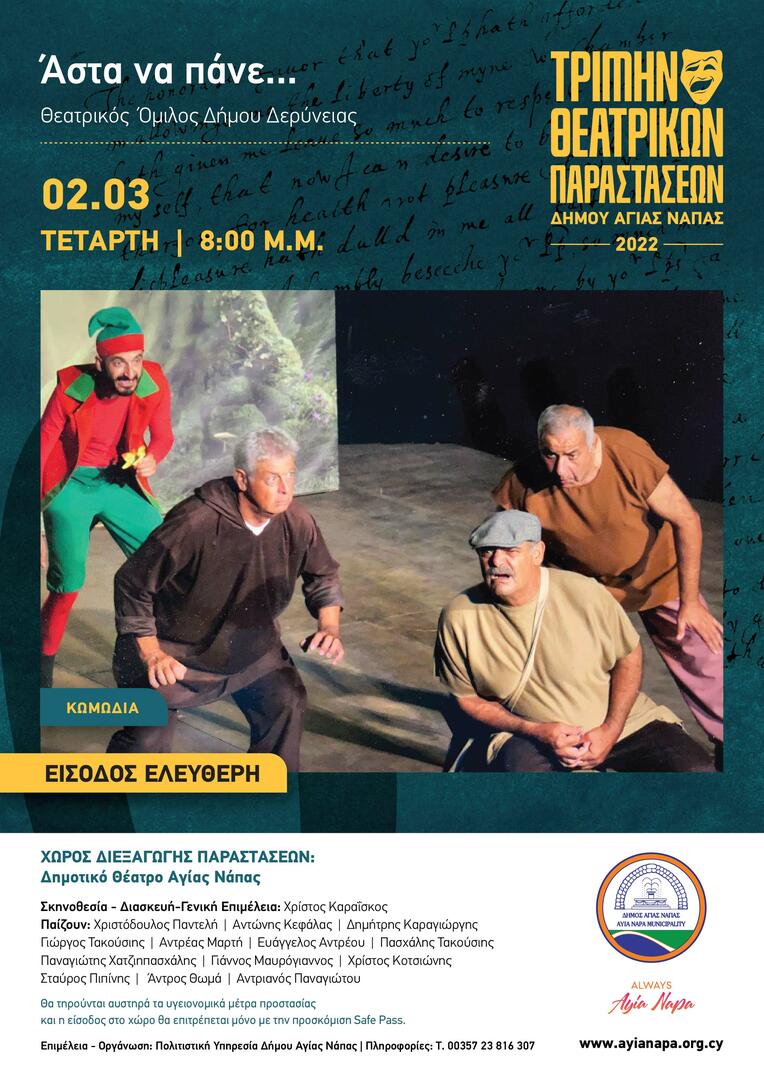 Άστα να πάνε...
Θεατρικός Όμιλος Δήμου Δερύνειας
02.03
ΤΕΤΑΡΤΗ | 8:00 Μ.Μ.
ΤΡΙΜΗΝΟ
ΘΕΑΤΡΙΚΩΝ
ΠΑΡΑΣΤΑΣΕΩΝ
ΔΗΜΟΥ ΑΓΙΑΣ ΝΑΠΑΣ
2022
ΚΩΜΩΔΙΑ
ΕΙΣΟΔΟΣ ΕΛΕΥΘΕΡΗ
ΧΩΡΟΣ ΔΙΕΞΑΓΩΓΗΣ ΠΑΡΑΣΤΑΣΕΩΝ:
Δημοτικό Θέατρο Αγίας Νάπας
Σκηνοθεσία - Διασκευή-Γενική Επιμέλεια: Χρίστος Καραΐσκος
Παίζουν: Χριστόδουλος Παντελή | Αντώνης Κεφάλας | Δημήτρης Καραγιώργης
Γιώργος Τακούσιης | Αντρέας Μαρτή | Ευάγγελος Αντρέου | Πασχάλης Τακούσιης
Παναγιώτης Χατζηπασχάλης | Γιάννος Μαυρόγιαννος | Χρίστος Κοτσιώνης
Σταύρος Πιπίνης | Άντρος Θωμά | Αντριανός Παναγιώτου
Θα τηρούνται αυστηρά τα υγειονομικά μέτρα προστασίας
και η είσοδος στο χώρο θα επιτρέπεται μόνο με την προσκόμιση Safe Pass.
Επιμέλεια - Οργάνωση: Πολιτιστική Υπηρεσία Δήμου Αγίας Νάπας | Πληροφορίες: Τ. 00357 23 816 307
ΔΗΜΟΣ ΑΓΙΑΣ ΝΑΠΑΣ
AYIA NAPA MUNICIPALITY
ALWAYS
Ayia Napa
www.ayianapa.org.cy